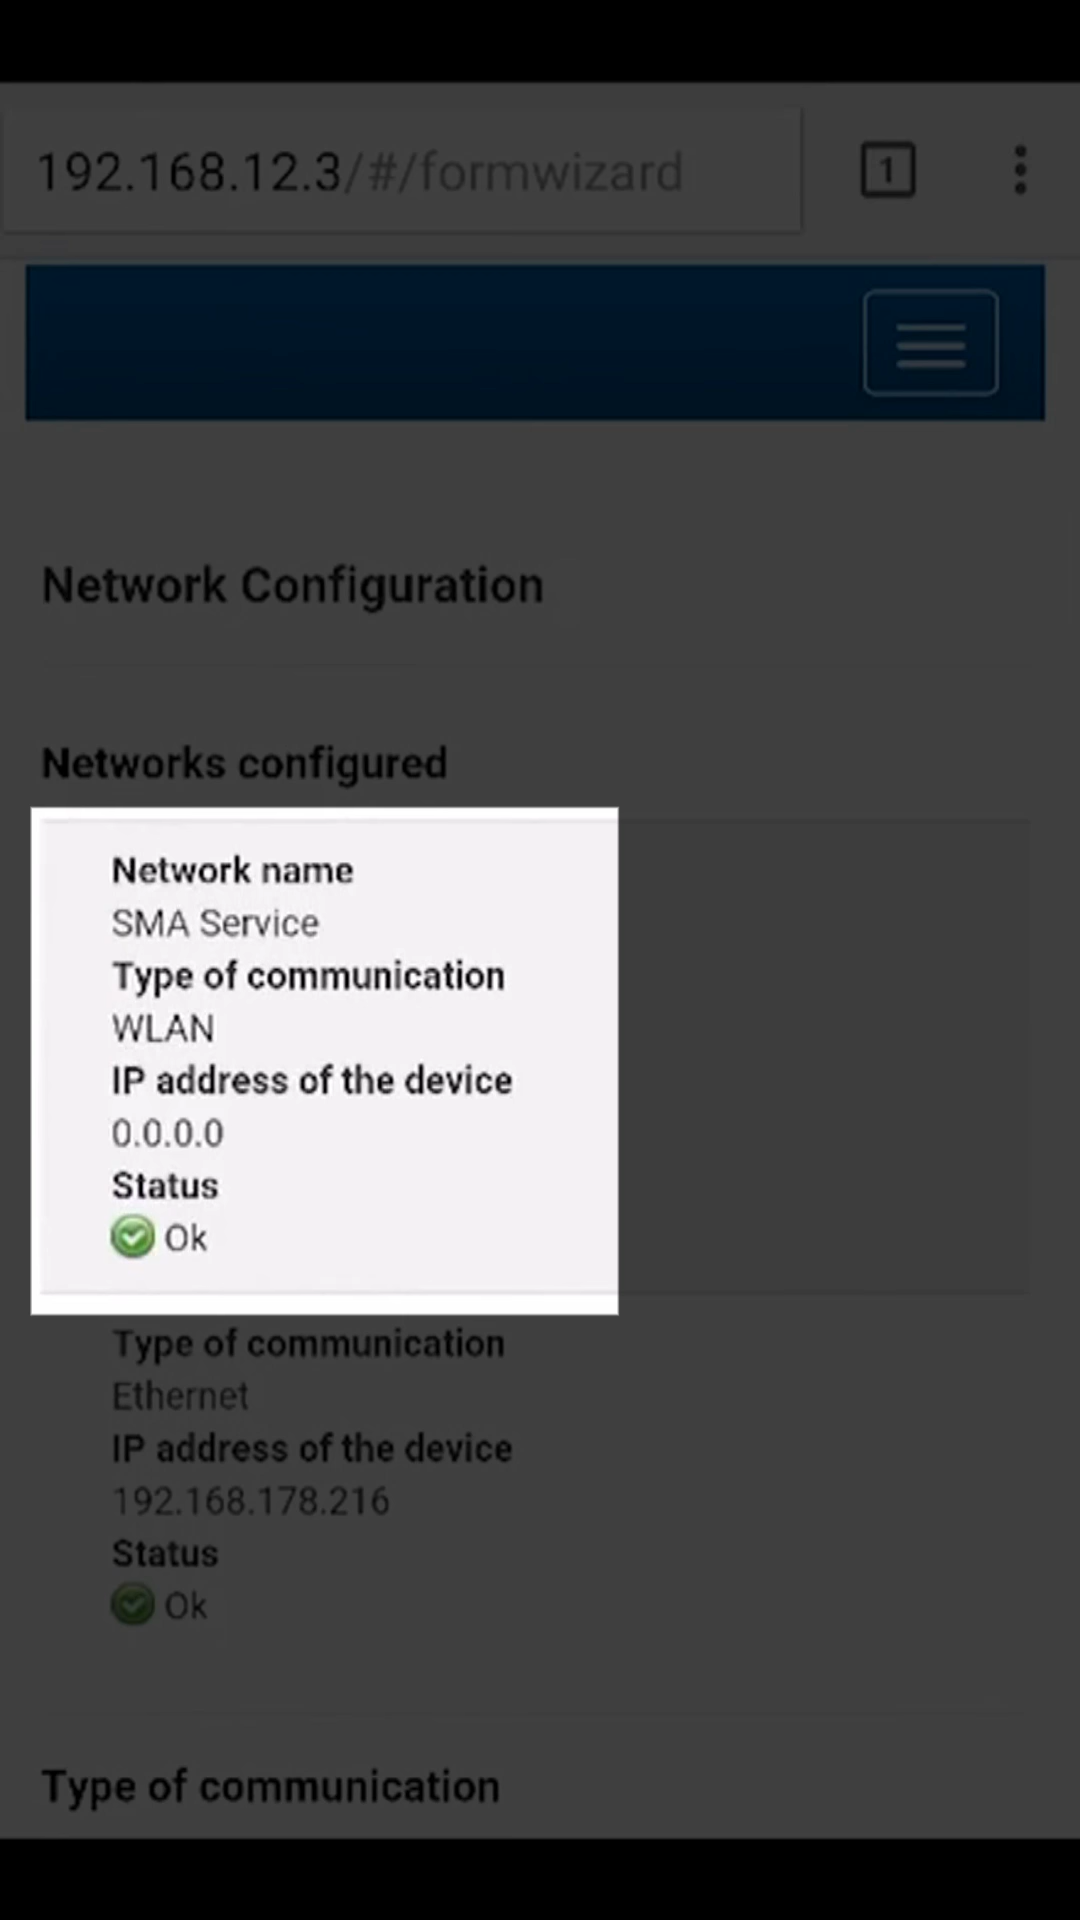 192.168.12.3/#/formwizard
1
Network Configuration
Networks configured
Network name
SMA Service
Type of communication
WLAN
IP address of the device
0.0.0.0
Status
Ok
Type of communication
Ethernet
IP address of the device
192.168.178.216
Status
Ok
Type of communication